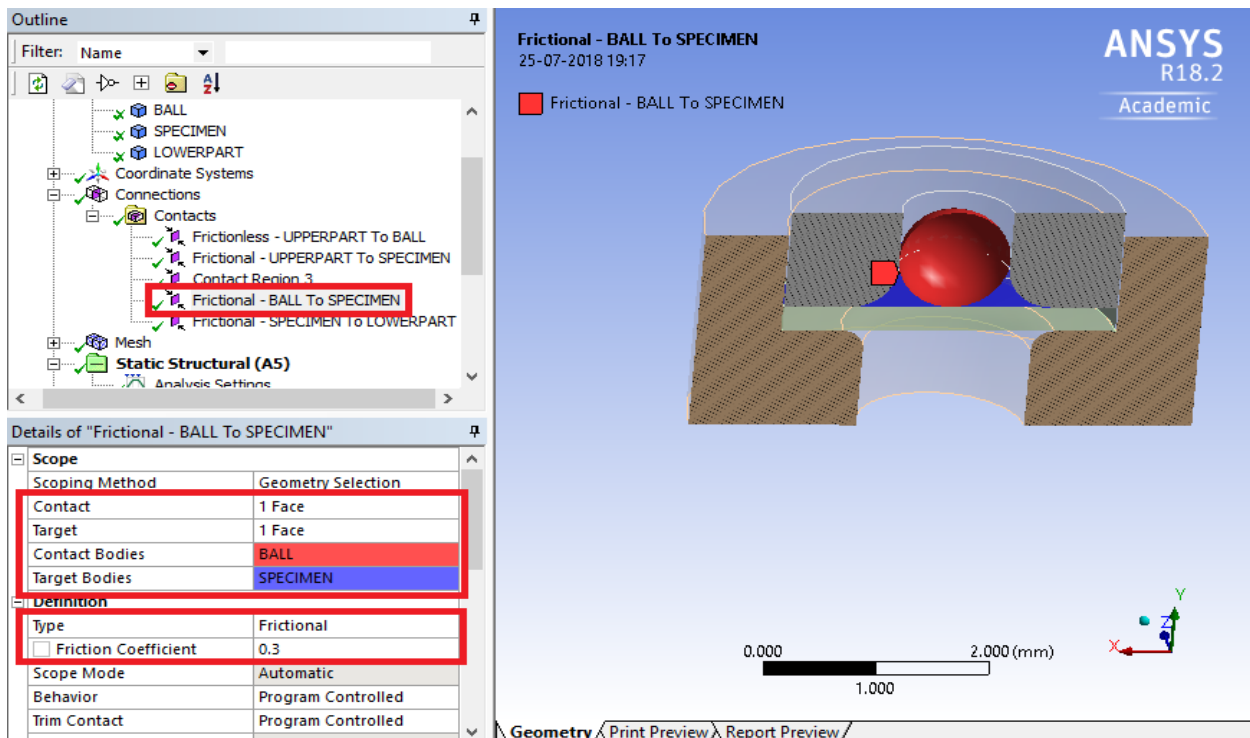 Outline
Filter: Name
BALL
SPECIMEN
LOWERPART
Coordinate Systems
Connections
Contacts
Frictionless - UPPERPART To BALL
Frictional - UPPERPART To SPECIMEN
Contact Region 3
Frictional - BALL To SPECIMEN
Frictional - SPECIMEN To LOWERPART
Mesh
Static Structural (A5)
Analysis Settings
Details of "Frictional - BALL To SPECIMEN"
Scope
Scoping Method Geometry Selection
Contact 1 Face
Target 1 Face
Contact Bodies BALL
Target Bodies SPECIMEN
Definition
Type Frictional
Friction Coefficient 0.3
Scope Mode Automatic
Behavior Program Controlled
Trim Contact Program Controlled
Frictional - BALL To SPECIMEN
25-07-2018 19:17
Frictional - BALL To SPECIMEN
ANSYS
R18.2
Academic
Y
Z
X
0.000 2.000 (mm)
1.000
Geometry Print Preview Report Preview